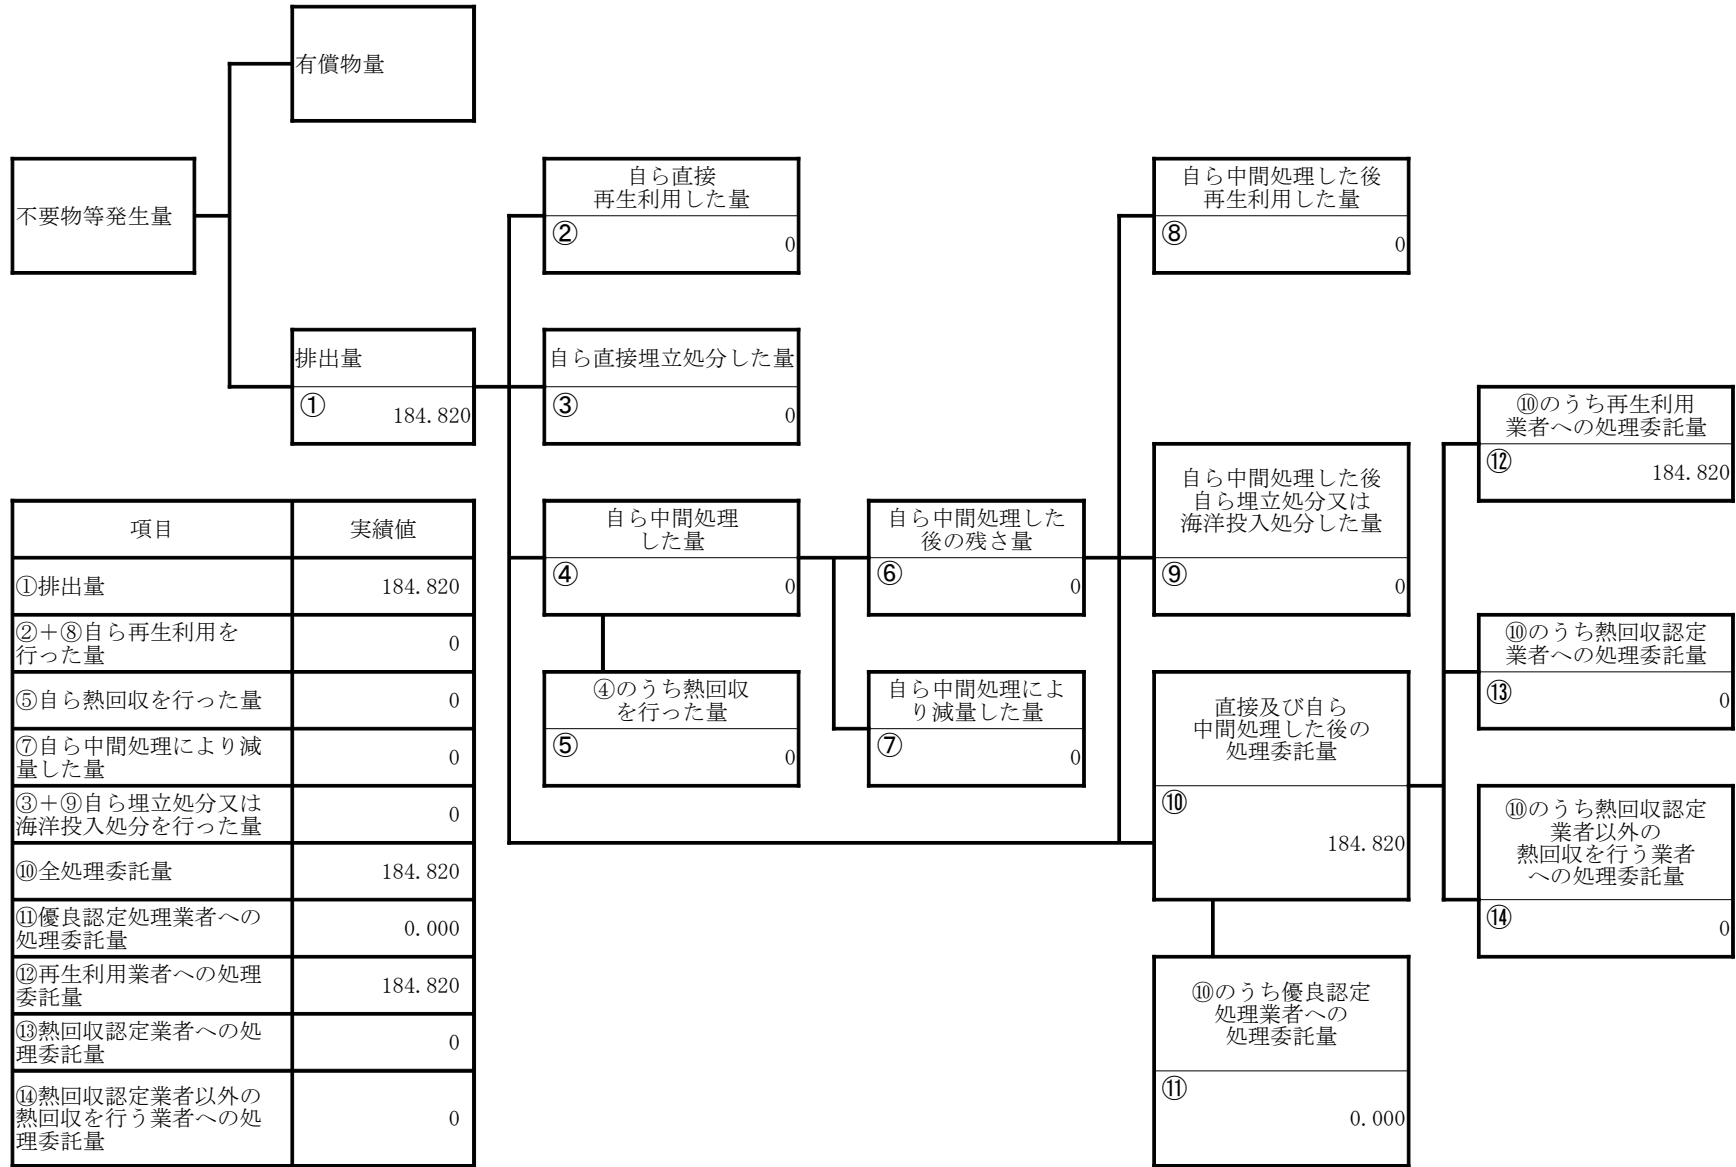 有償物量
不要物等発生量
排出量
①
184.820
自ら直接
再生利用した量
②
0
自ら直接埋立処分した量
③
0
自ら中間処理
した量
④
0
④のうち熱回収
を行った量
⑤
0
自ら中間処理した
後の残さ量
⑥
0
自ら中間処理によ
り減量した量
⑦
0
自ら中間処理した後
再生利用した量
⑧
0
自ら中間処理した後
自ら埋立処分又は
海洋投入処分した量
⑨
0
直接及び自ら
中間処理した後の
処理委託量
⑩
184.820
⑩のうち優良認定
処理業者への
処理委託量
⑪
0.000
⑩のうち再生利用
業者への処理委託量
⑫
184.820
⑩のうち熱回収認定
業者への処理委託量
⑬
0
⑩のうち熱回収認定
業者以外の
熱回収を行う業者
への処理委託量
⑭
0
項目 実績値
①排出量 184.820
②＋⑧自ら再生利用を
行った量 0
⑤自ら熱回収を行った量 0
⑦自ら中間処理により減
量した量 0
③＋⑨自ら埋立処分又は
海洋投入処分を行った量 0
⑩全処理委託量 184.820
⑪優良認定処理業者への
処理委託量 0.000
⑫再生利用業者への処理
委託量 184.820
⑬熱回収認定業者への処
理委託量 0
⑭熱回収認定業者以外の
熱回収を行う業者への処
理委託量 0